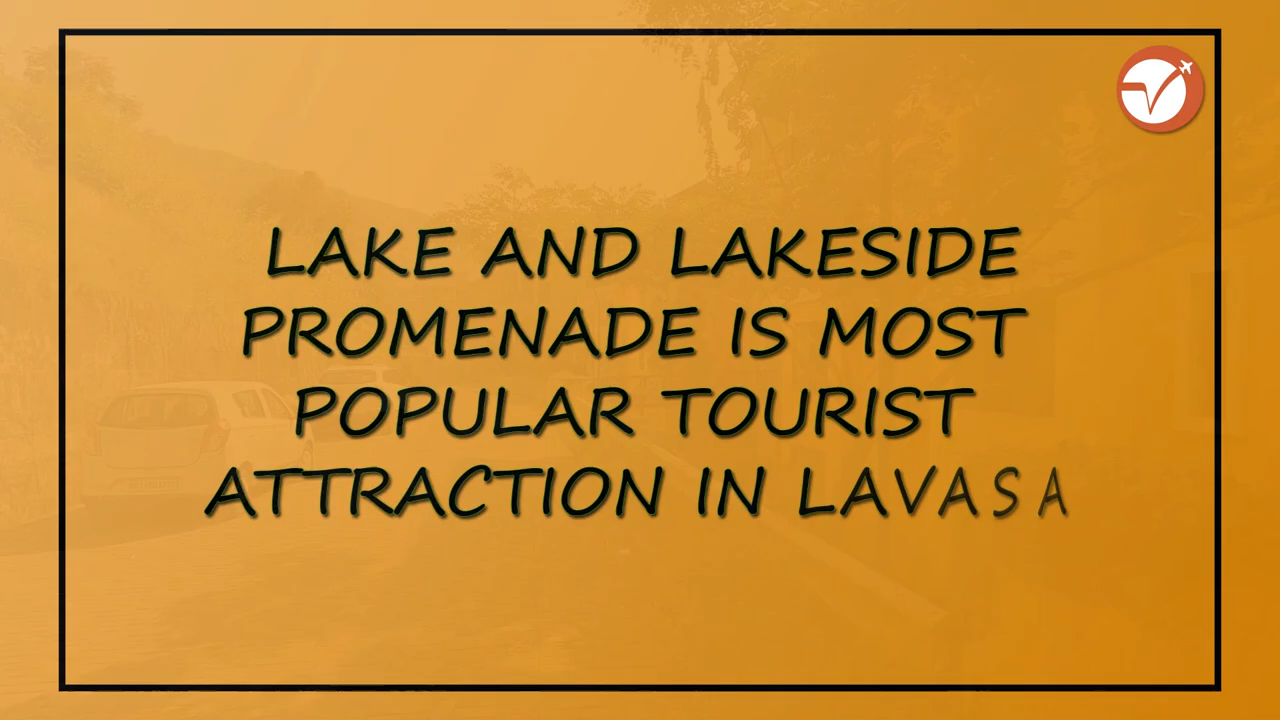 LAKE AND LAKESIDE
PROMENADE IS MOST
POPULAR TOURIST
ATTRACTION IN LAVASA